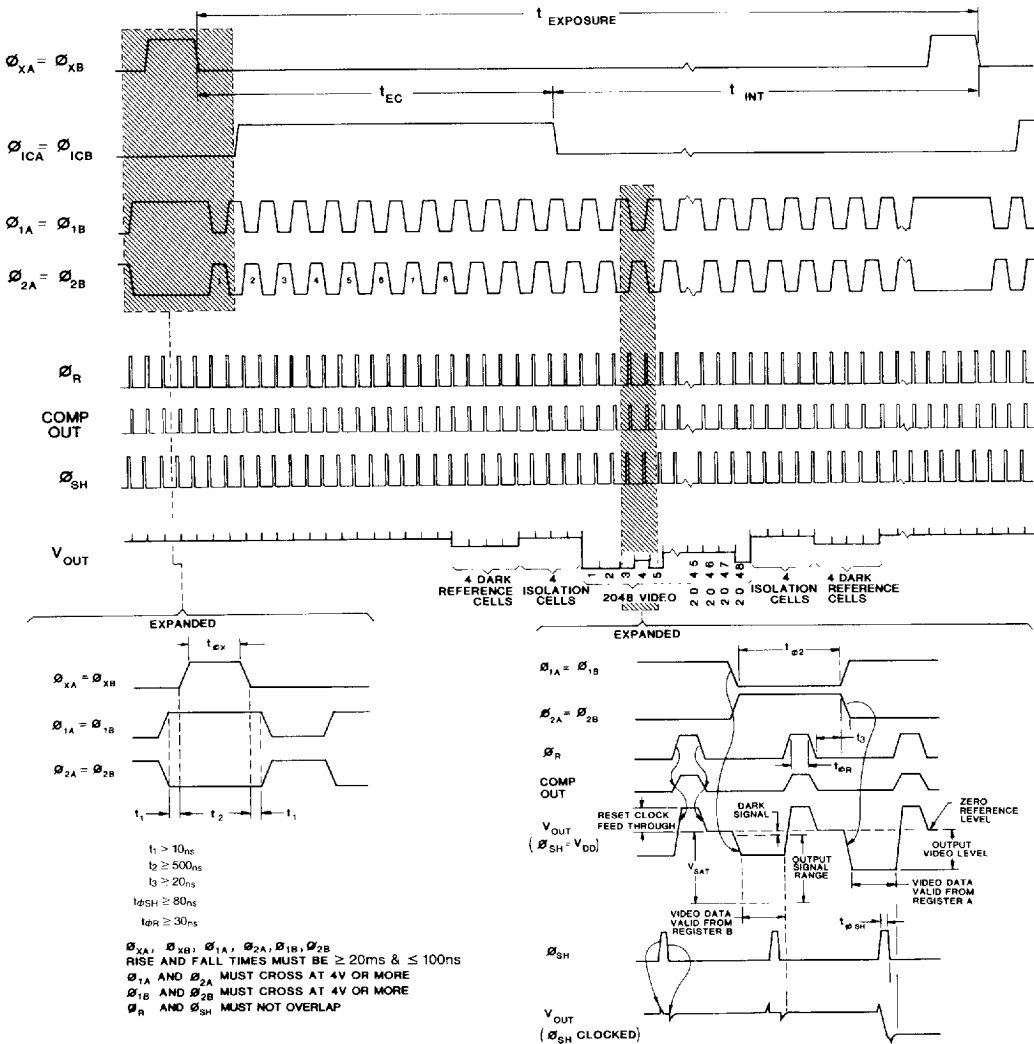 t EXPOSURE
ØXA = ØXB
tEC
t INT
ØICA = ØICB
Ø1A = Ø1B
Ø2A = Ø2B
1 2 3 4 5 6 7 8
ØR
COMP OUT
ØSH
VOUT
4 DARK REFERENCE CELLS
4 ISOLATION CELLS
1 2 3 4 5
2048 VIDEO
2045 2046 2047 2048
4 ISOLATION CELLS
4 DARK REFERENCE CELLS
EXPANDED
tØX
ØXA = ØXB
Ø1A = Ø1B
Ø2A = Ø2B
t1
t2
t1
t1 > 10ns
t2 ≥ 500ns
t3 ≥ 20ns
tøSH ≥ 80ns
tøR ≥ 30ns
ØXA, ØXB, Ø1A, Ø2A, Ø1B, Ø2B
RISE AND FALL TIMES MUST BE ≥ 20ms & ≤ 100ns
Ø1A AND Ø2A MUST CROSS AT 4V OR MORE
Ø1B AND Ø2B MUST CROSS AT 4V OR MORE
ØR AND ØSH MUST NOT OVERLAP
EXPANDED
tØ2
Ø1A = Ø1B
Ø2A = Ø2B
t3
ØR
tØR
COMP OUT
RESET CLOCK FEED THROUGH
DARK SIGNAL
ZERO REFERENCE LEVEL
VOUT
(ØSH = VDD)
VSAT
OUTPUT SIGNAL RANGE
OUTPUT VIDEO LEVEL
VIDEO DATA VALID FROM REGISTER B
VIDEO DATA VALID FROM REGISTER A
tØSH
ØSH
VOUT
(ØSH CLOCKED)